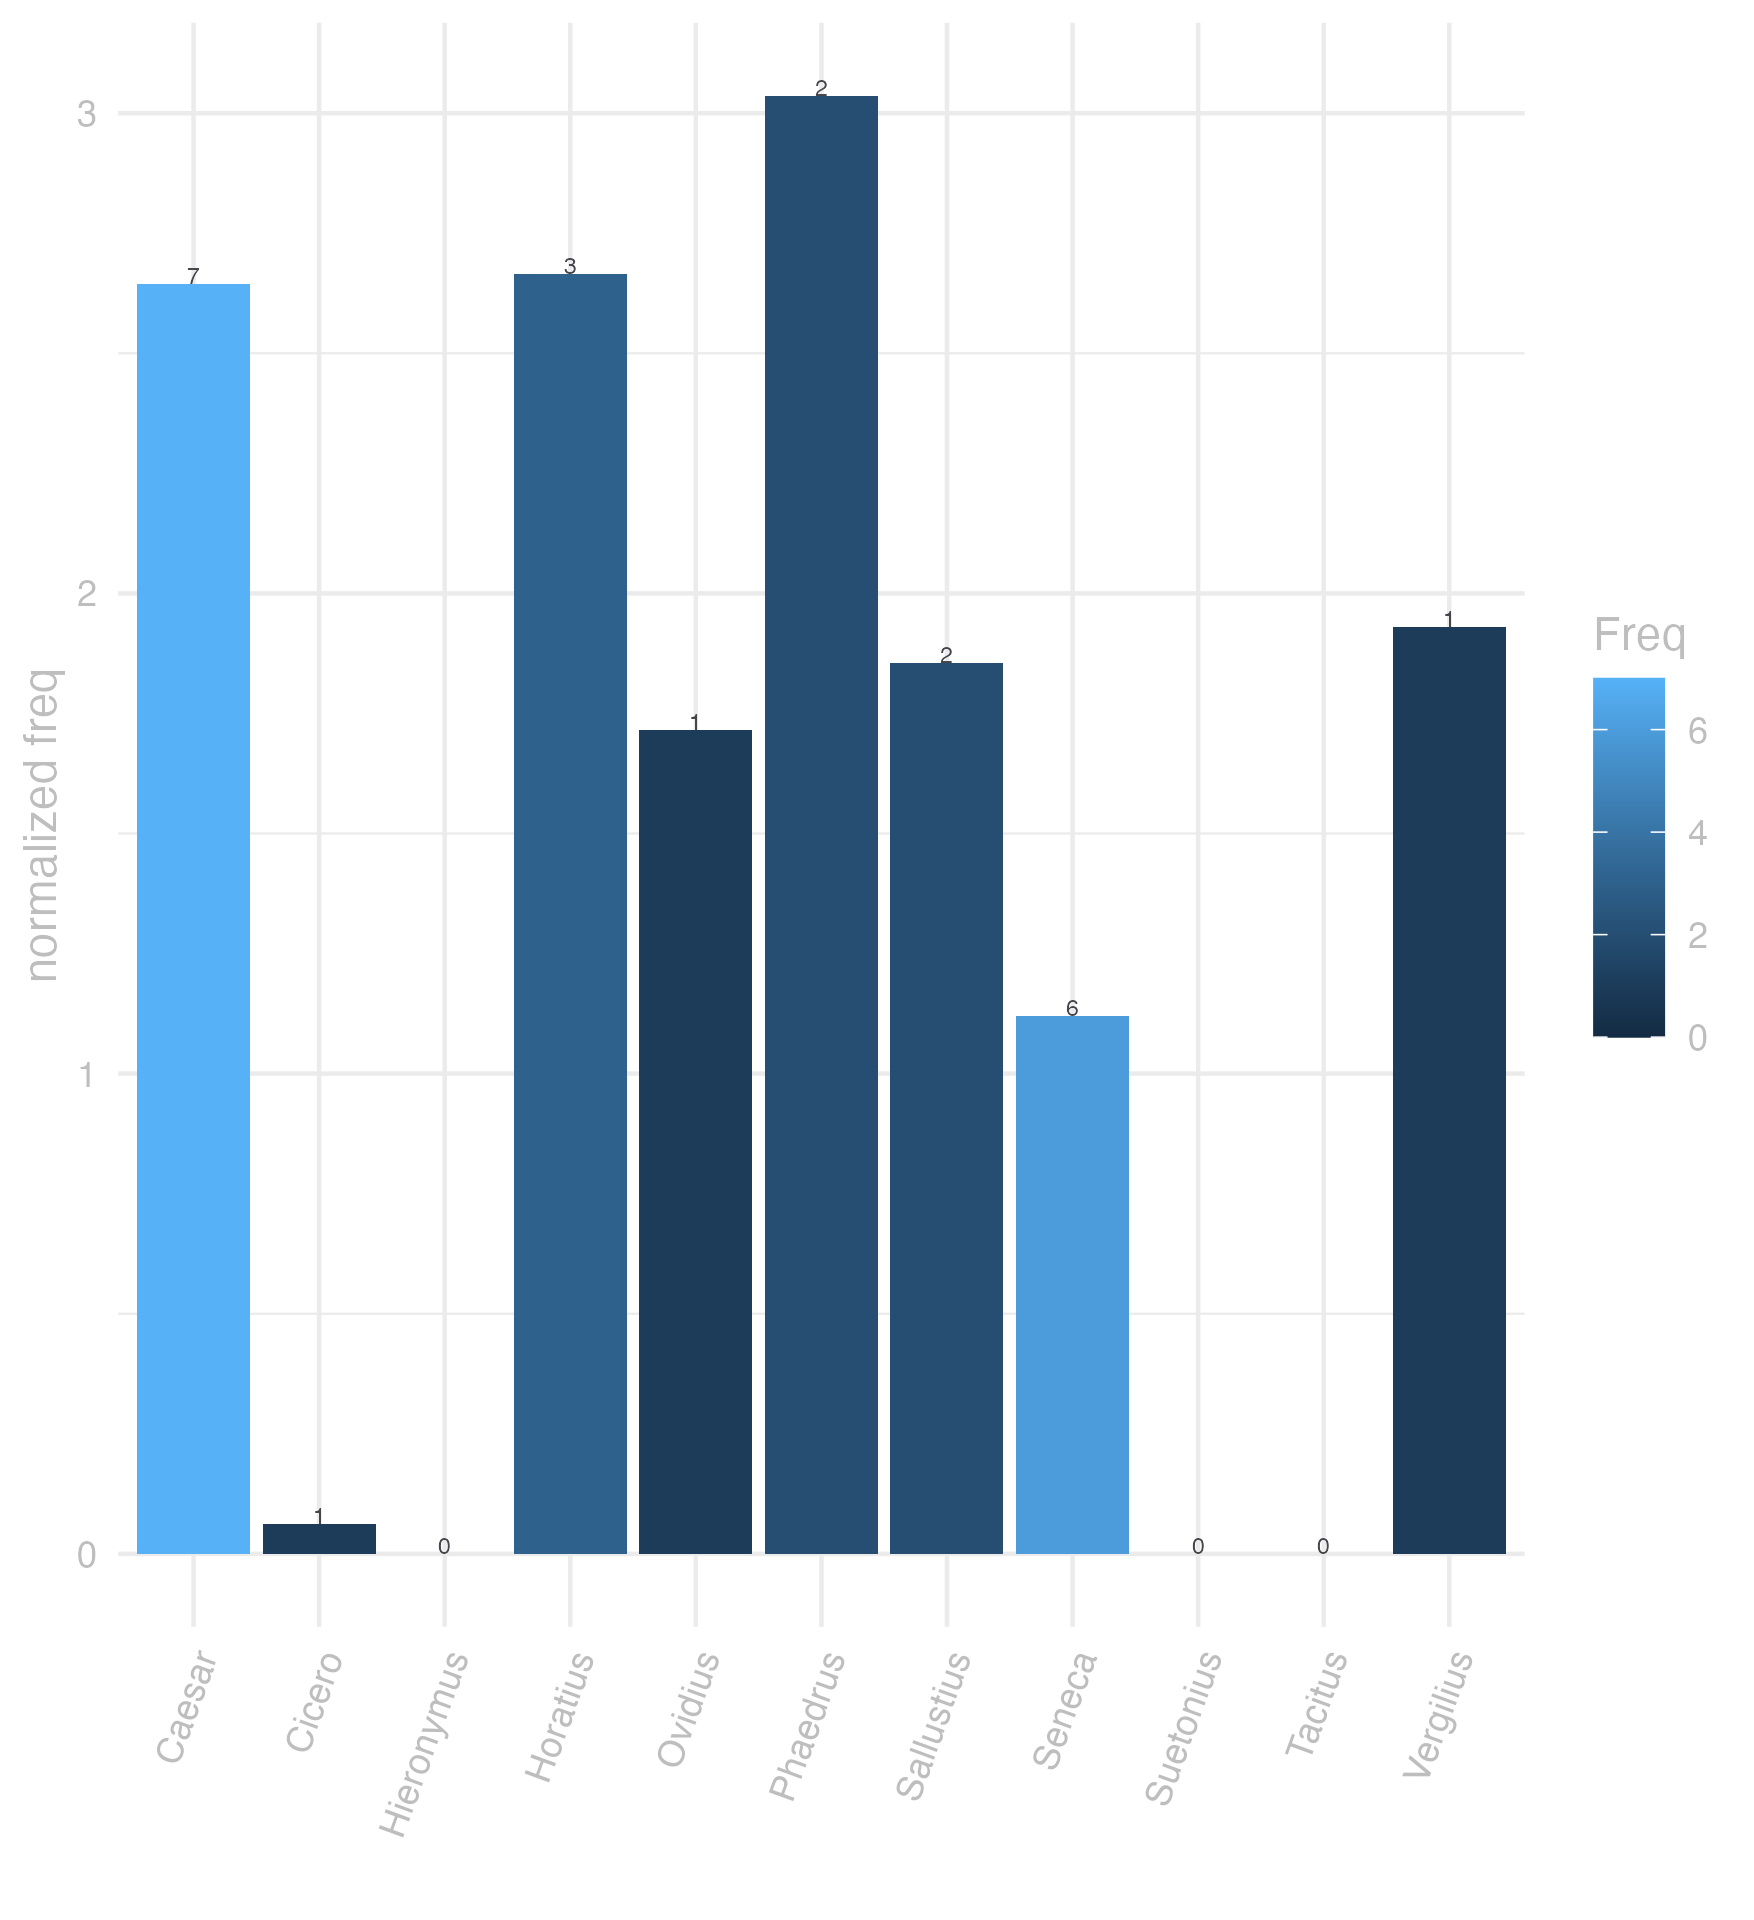 3
2
1
0
normalized freq
7
1
0
3
1
2
2
6
0
0
1
Caesar
Cicero
Hieronymus
Horatius
Ovidius
Phaedrus
Sallustius
Seneca
Suetonius
Tacitus
Vergilius
Freq
6
4
2
0